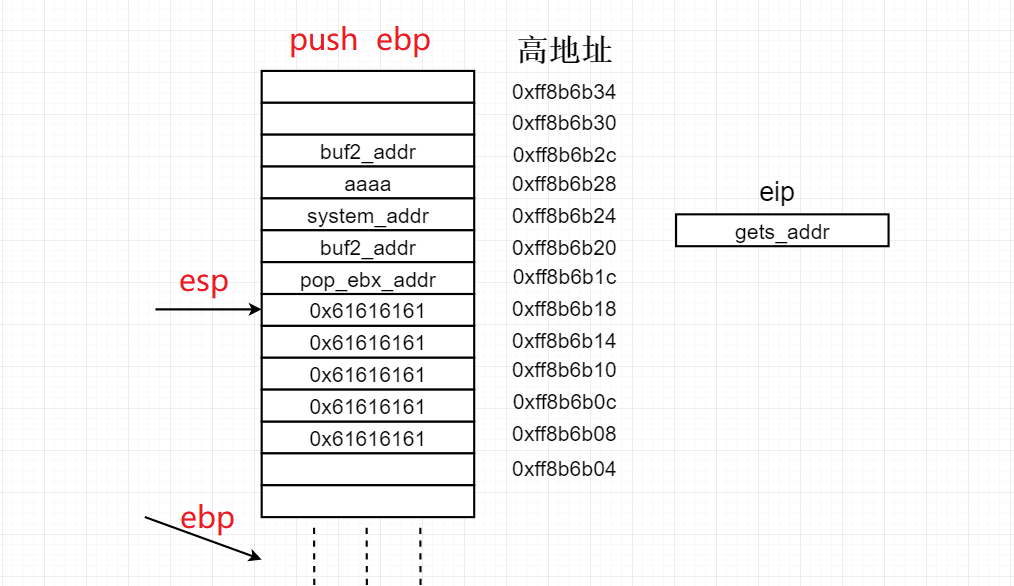 push ebp
高地址
0xff8b6b34
0xff8b6b30
buf2_addr 0xff8b6b2c
aaaa 0xff8b6b28
eip
system_addr 0xff8b6b24
gets_addr
buf2_addr 0xff8b6b20
esp
pop_ebx_addr 0xff8b6b1c
0x61616161 0xff8b6b18
0x61616161 0xff8b6b14
0x61616161 0xff8b6b10
0x61616161 0xff8b6b0c
0x61616161 0xff8b6b08
0xff8b6b04
ebp